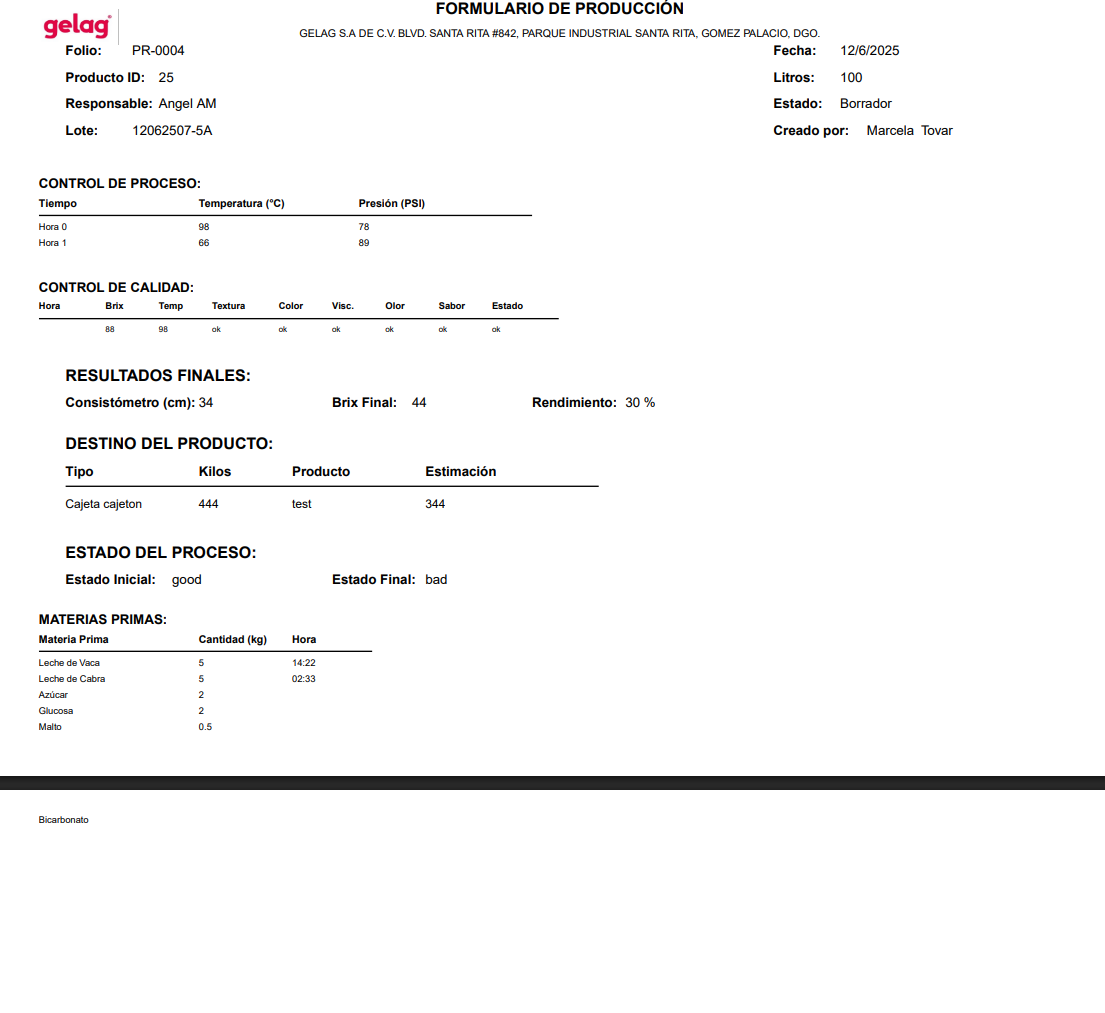 FORMULARIO DE PRODUCCIÓN
gelag
GELAG S.A DE C.V. BLVD. SANTA RITA #842, PARQUE INDUSTRIAL SANTA RITA, GOMEZ PALACIO, DGO.
Folio: PR-0004 Fecha: 12/6/2025
Producto ID: 25 Litros: 100
Responsable: Angel AM Estado: Borrador
Lote: 12062507-5A Creado por: Marcela Tovar
CONTROL DE PROCESO:
Tiempo Temperatura (°C) Presión (PSI)
Hora 0 98 78
Hora 1 66 89
CONTROL DE CALIDAD:
Hora Brix Temp Textura Color Visc. Olor Sabor Estado
88 98 ok ok ok ok ok ok
RESULTADOS FINALES:
Consistómetro (cm): 34 Brix Final: 44 Rendimiento: 30 %
DESTINO DEL PRODUCTO:
Tipo Kilos Producto Estimación
Cajeta cajeton 444 test 344
ESTADO DEL PROCESO:
Estado Inicial: good Estado Final: bad
MATERIAS PRIMAS:
Materia Prima Cantidad (kg) Hora
Leche de Vaca 5 14:22
Leche de Cabra 5 02:33
Azúcar 2
Glucosa 2
Malto 0.5
Bicarbonato